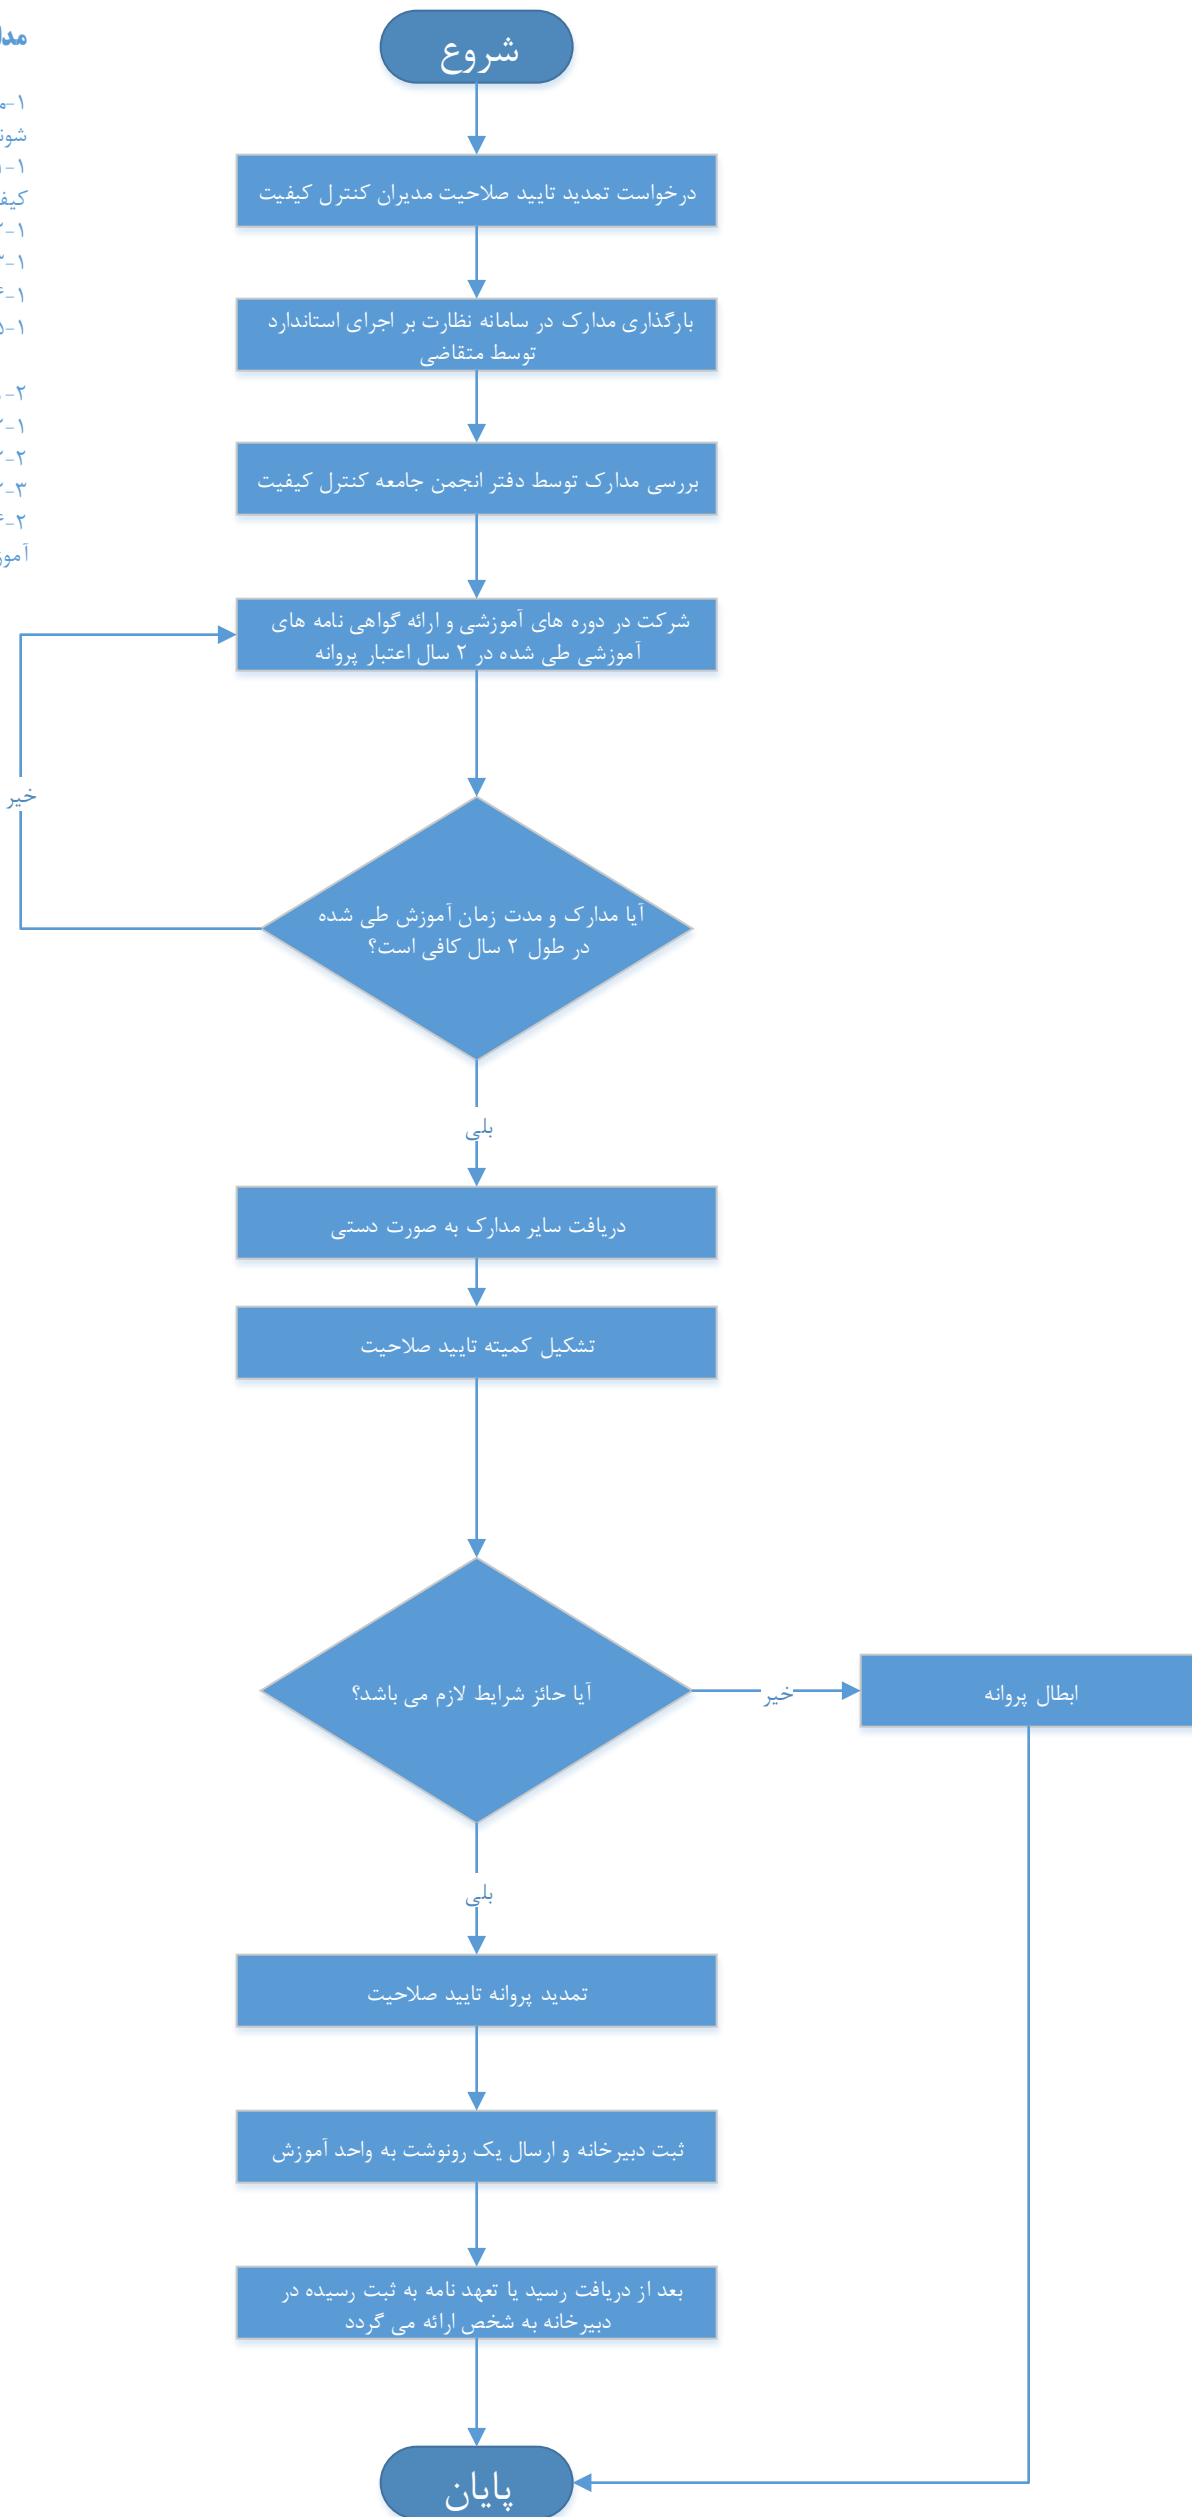 شروع
درخواست تمدید تایید صلاحیت مدیران کنترل کیفیت
بارگذاری مدارک در سامانه نظارت بر اجرای استاندارد
توسط متقاضی
بررسی مدارک توسط دفتر انجمن جامعه کنترل کیفیت
شرکت در دوره های آموزشی و ارائه گواهی نامه های
آموزشی طی شده در ۲ سال اعتبار پروانه
خیر
آیا مدارک و مدت زمان آموزش طی شده
در طول ۲ سال کافی است؟
بلی
دریافت سایر مدارک به صورت دستی
تشکیل کمیته تایید صلاحیت
آیا حائز شرایط لازم می باشد؟
خیر
ابطال پروانه
بلی
تمدید پروانه تایید صلاحیت
ثبت دبیرخانه و ارسال یک رونوشت به واحد آموزش
بعد از دریافت رسید یا تعهد نامه به ثبت رسیده در
دبیرخانه به شخص ارائه می گردد
پایان